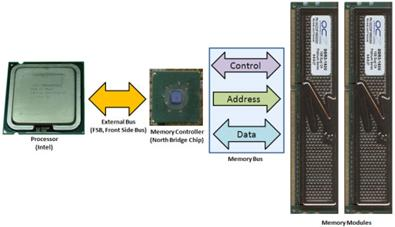 Processor
(Intel)
External Bus
(FSB, Front Side Bus)
Memory Controller
(North Bridge Chip)
Control
Address
Data
Memory Bus
Memory Modules